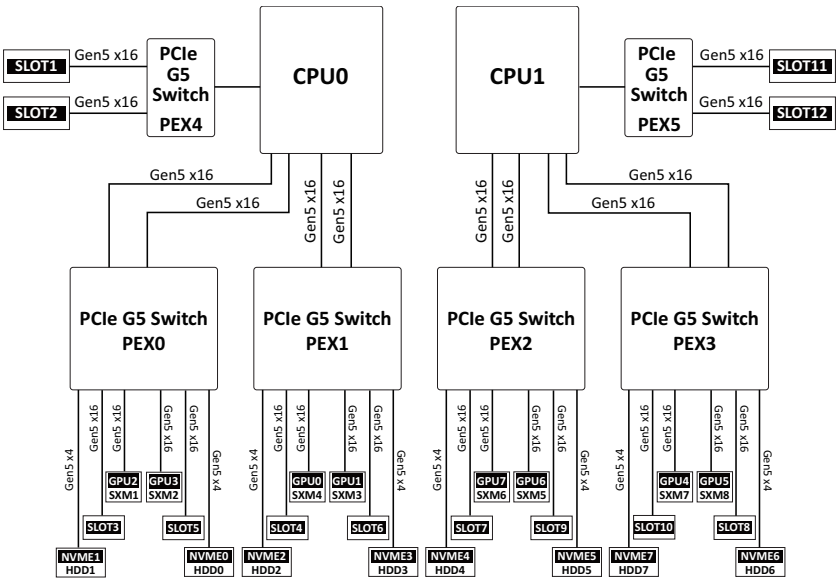 SLOT1
Gen5 x16
SLOT2
Gen5 x16
PCIe
G5
Switch
PEX4
CPU0
CPU1
PCIe
G5
Switch
PEX5
Gen5 x16
SLOT11
Gen5 x16
SLOT12
Gen5 x16
Gen5 x16
Gen5 x16
Gen5 x16
Gen5 x16
Gen5 x16
Gen5 x16
Gen5 x16
PCIe G5 Switch
PEX0
PCIe G5 Switch
PEX1
PCIe G5 Switch
PEX2
PCIe G5 Switch
PEX3
Gen5 x4
Gen5 x16
Gen5 x16
Gen5 x16
Gen5 x16
Gen5 x4
Gen5 x4
Gen5 x16
Gen5 x16
Gen5 x16
Gen5 x16
Gen5 x4
Gen5 x4
Gen5 x16
Gen5 x16
Gen5 x16
Gen5 x16
Gen5 x4
Gen5 x4
Gen5 x16
Gen5 x16
Gen5 x16
Gen5 x16
Gen5 x4
GPU2
SXM1
GPU3
SXM2
GPU0
SXM4
GPU1
SXM3
GPU7
SXM6
GPU6
SXM5
GPU4
SXM7
GPU5
SXM8
SLOT3
SLOT5
SLOT4
SLOT6
SLOT7
SLOT9
SLOT10
SLOT8
NVME1
HDD1
NVME0
HDD0
NVME2
HDD2
NVME3
HDD3
NVME4
HDD4
NVME5
HDD5
NVME7
HDD7
NVME6
HDD6